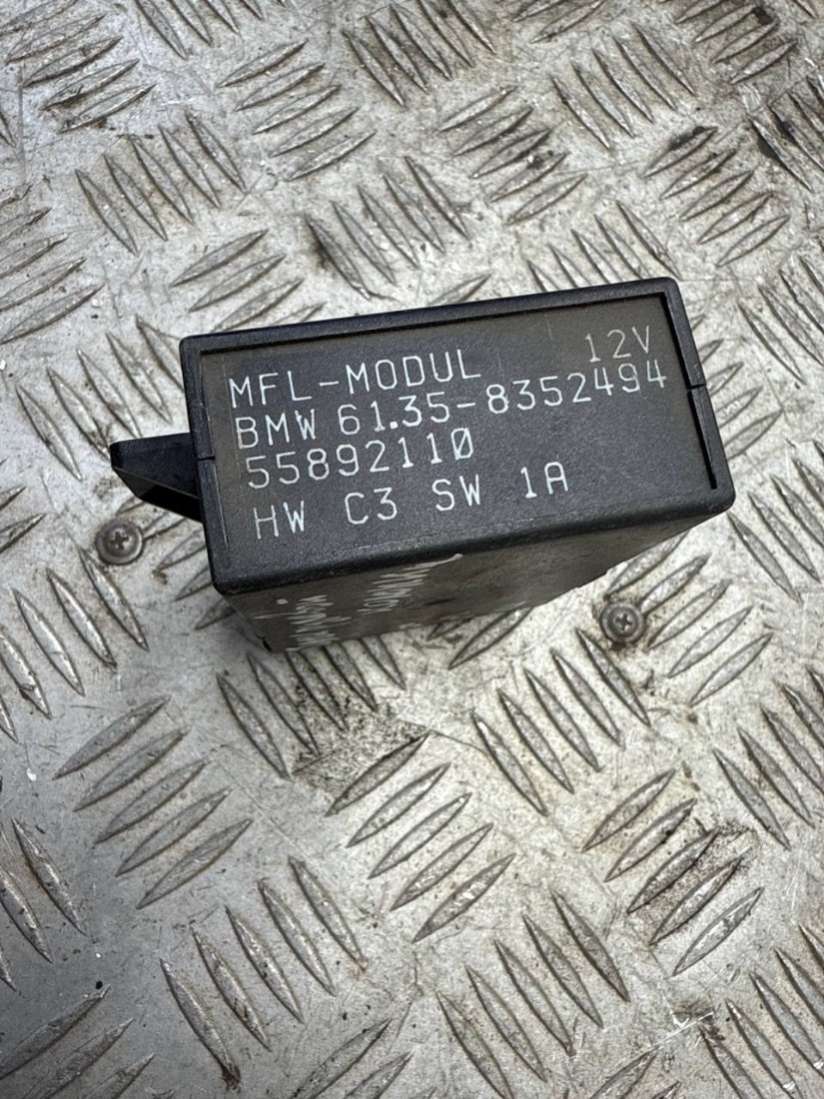 MFL-MODUL 12V
BMW 61.35-8352494
55892110
HW C3 SW 1A